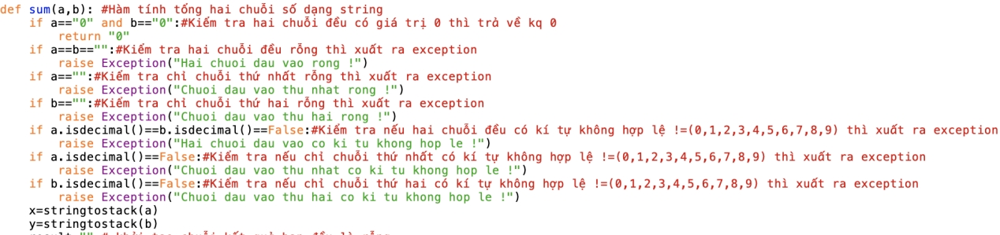 def sum(a,b): #Hàm tính tổng hai chuỗi số dạng string
    if a=="0" and b=="0":#Kiểm tra hai chuỗi đều có giá trị 0 thì trả về kq 0
        return "0"
    if a==b=="":#Kiểm tra hai chuỗi đều rỗng thì xuất ra exception
        raise Exception("Hai chuoi dau vao rong !")
    if a=="":#Kiểm tra chỉ chuỗi thứ nhất rỗng thì xuất ra exception
        raise Exception("Chuoi dau vao thu nhat rong !")
    if b=="":#Kiểm tra chỉ chuỗi thứ hai rỗng thì xuất ra exception
        raise Exception("Chuoi dau vao thu hai rong !")
    if a.isdecimal()==b.isdecimal()==False:#Kiểm tra nếu hai chuỗi đều có kí tự không hợp lệ !=(0,1,2,3,4,5,6,7,8,9) thì xuất ra exception
        raise Exception("Hai chuoi dau vao co ki tu khong hop le !")
    if a.isdecimal()==False:#Kiểm tra nếu chỉ chuỗi thứ nhất có kí tự không hợp lệ !=(0,1,2,3,4,5,6,7,8,9) thì xuất ra exception
        raise Exception("Chuoi dau vao thu nhat co ki tu khong hop le !")
    if b.isdecimal()==False:#Kiểm tra nếu chỉ chuỗi thứ hai có kí tự không hợp lệ !=(0,1,2,3,4,5,6,7,8,9) thì xuất ra exception
        raise Exception("Chuoi dau vao thu hai co ki tu khong hop le !")
    x=stringtostack(a)
    y=stringtostack(b)